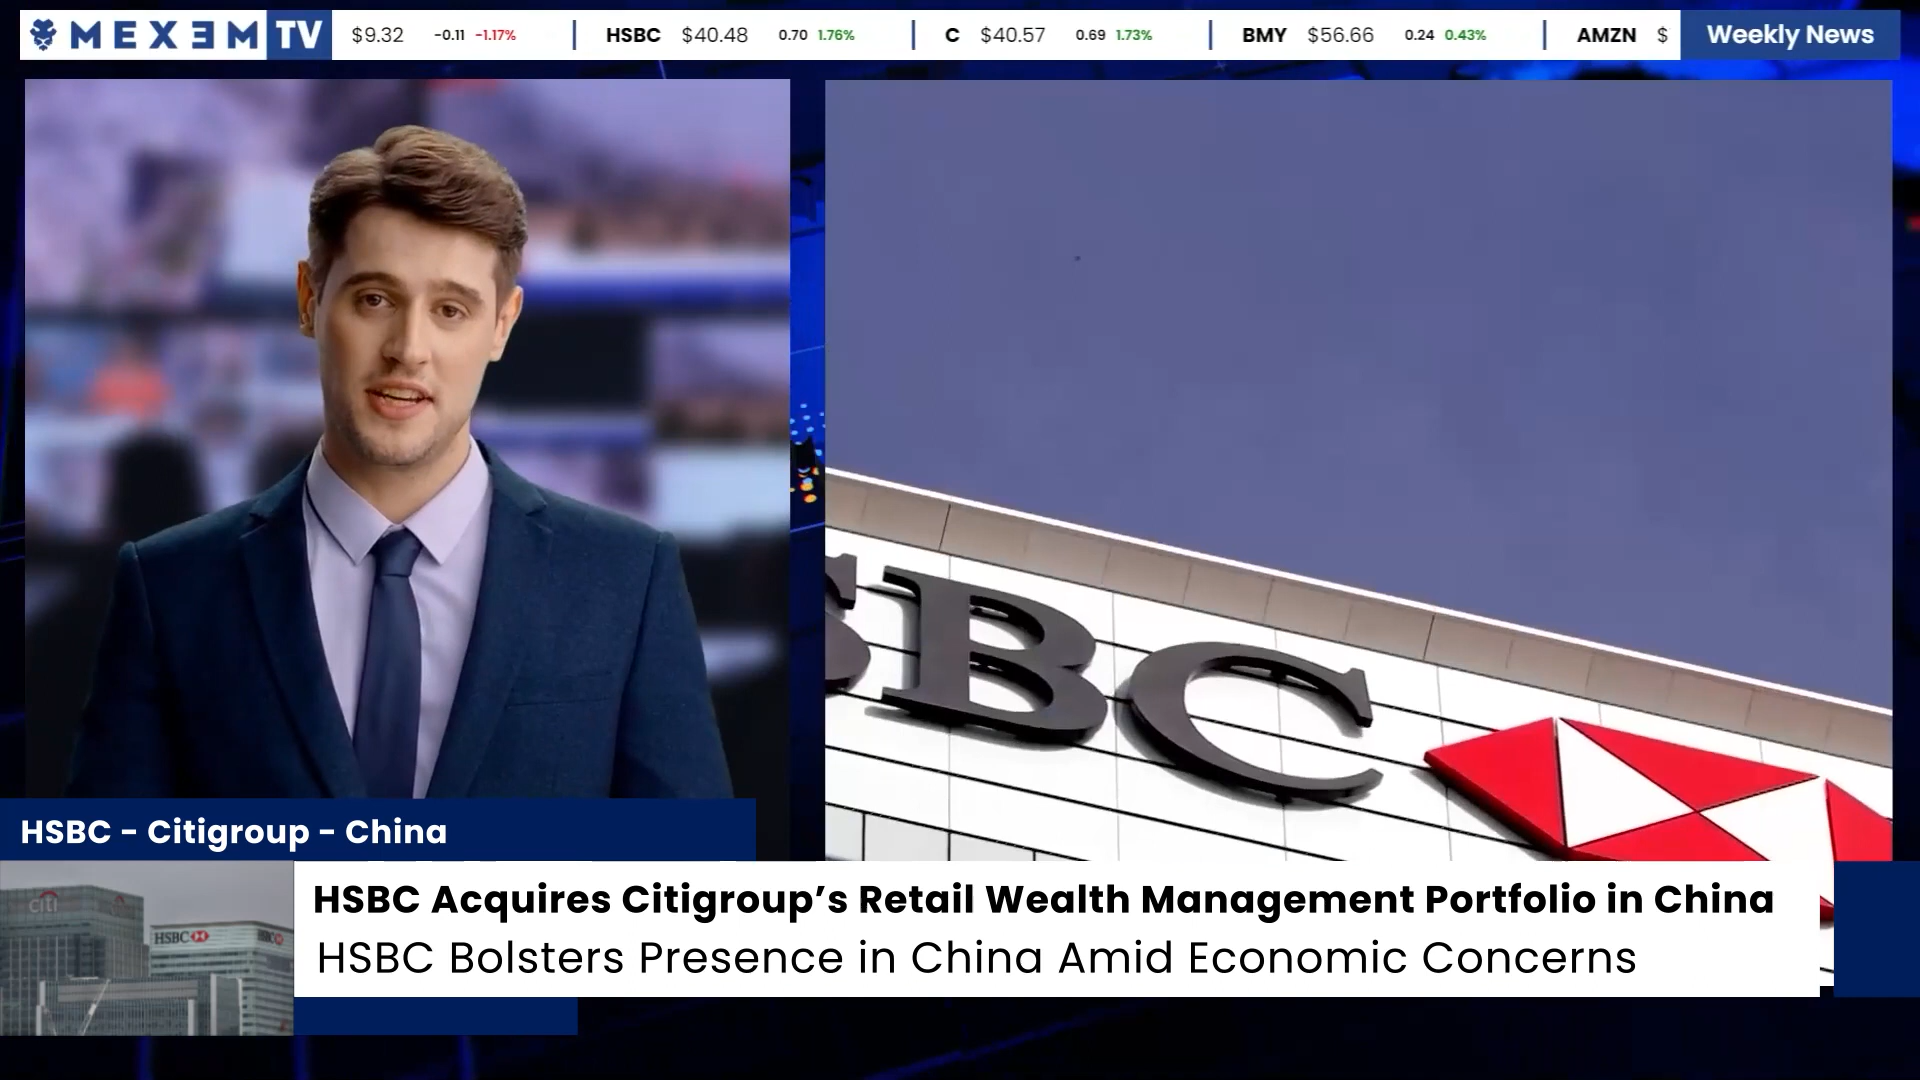 MEXEM TV $9.32 -0.11 -1.17% HSBC $40.48 0.70 1.76% C $40.57 0.69 1.73% BMY $56.66 0.24 0.43% AMZN $ Weekly News
SBC
HSBC - Citigroup - China
citi
HSBC
HSBC Acquires Citigroup’s Retail Wealth Management Portfolio in China
HSBC Bolsters Presence in China Amid Economic Concerns